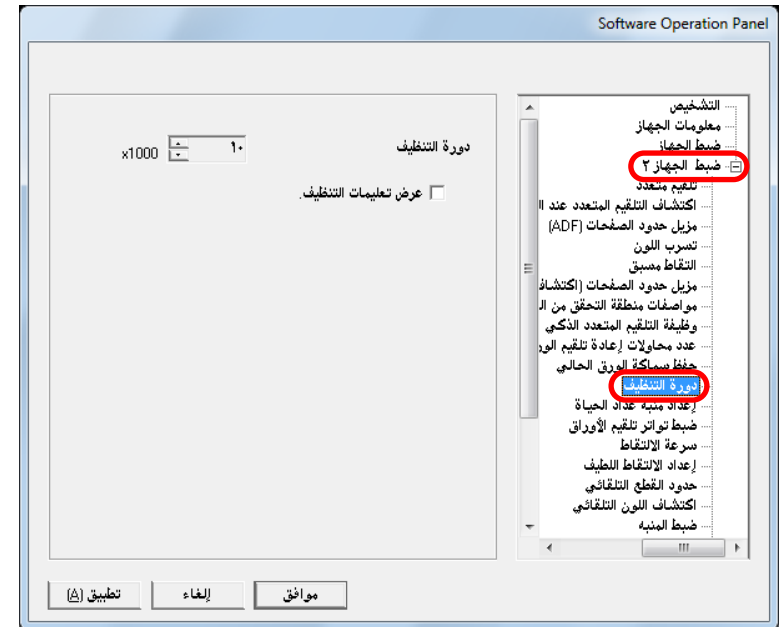 Software Operation Panel
التشخيص
معلومات الجهاز
ضبط الجهاز
ضبط الجهاز ٢
تلقيم متعدد
اكتشاف التلقيم المتعدد عند ال
مزيل حدود الصفحات (ADF)
تسرب اللون
التقاط مسبق
مزيل حدود الصفحات (اكتشاف
مواصفات منطقة التحقق من ال
وظيفة التلقيم المتعدد الذكي
عدد محاولات إعادة تلقيم الور
حفظ سماكة الورق الحالي
دورة التنظيف
إعداد منبه عداد الحياة
ضبط تواتر تلقيم الأوراق
سرعة الالتقاط
إعداد الالتقاط اللطيف
حدود القطع التلقائي
اكتشاف اللون التلقائي
ضبط المنبه
دورة التنظيف ١٠ x1000
عرض تعليمات التنظيف.
موافق إلغاء تطبيق (A)